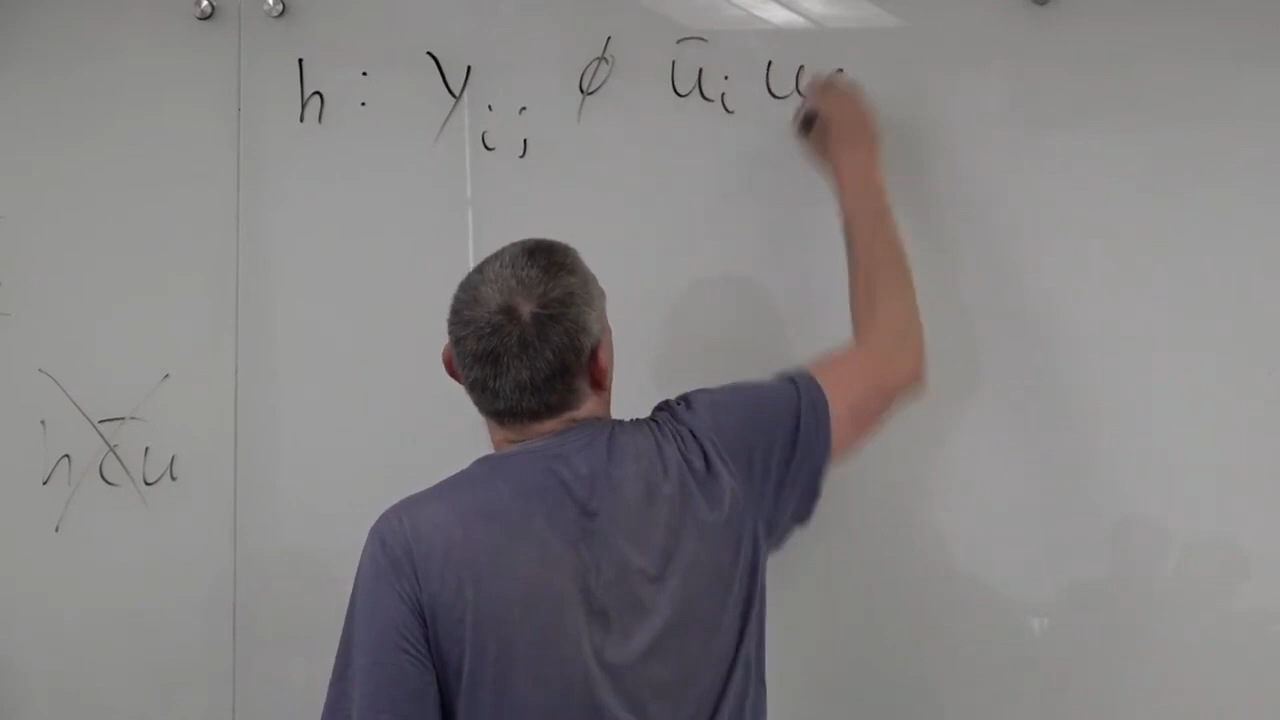 h: Y_ij ϕ ū_i u
h c̄u